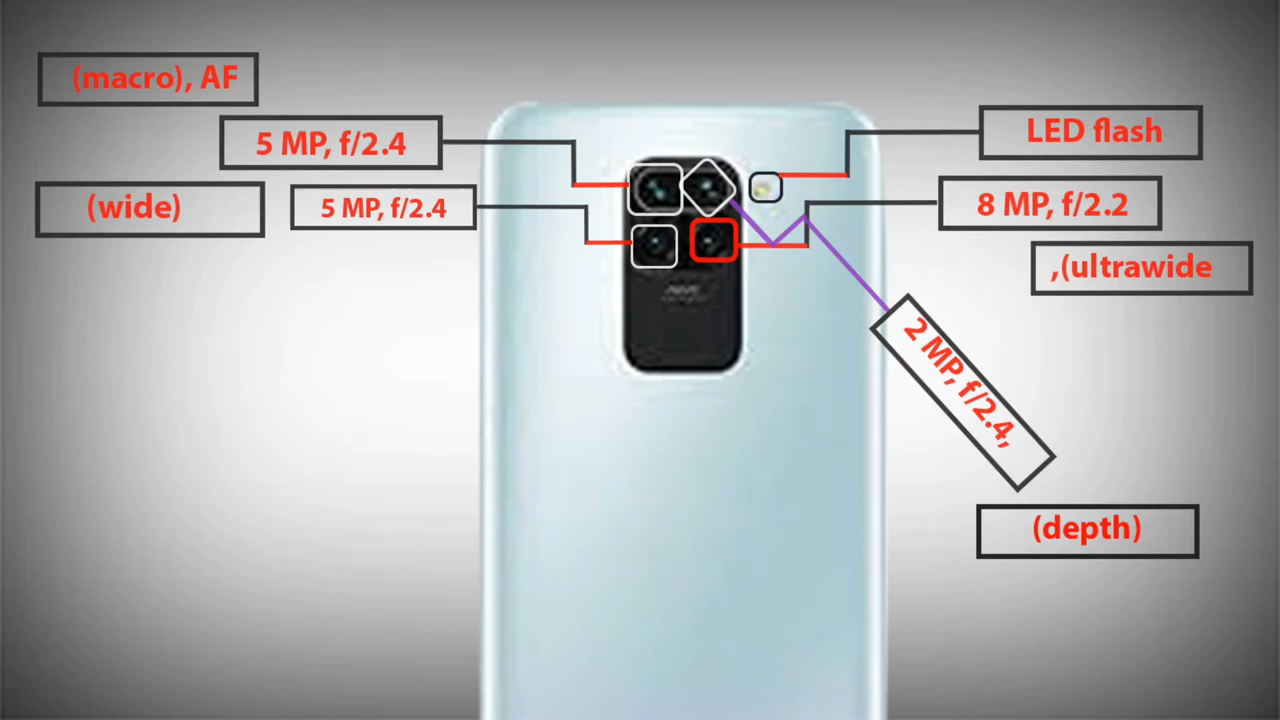 (macro), AF
5 MP, f/2.4
(wide)
5 MP, f/2.4
LED flash
8 MP, f/2.2
,(ultrawide
2 MP, f/2.4,
(depth)